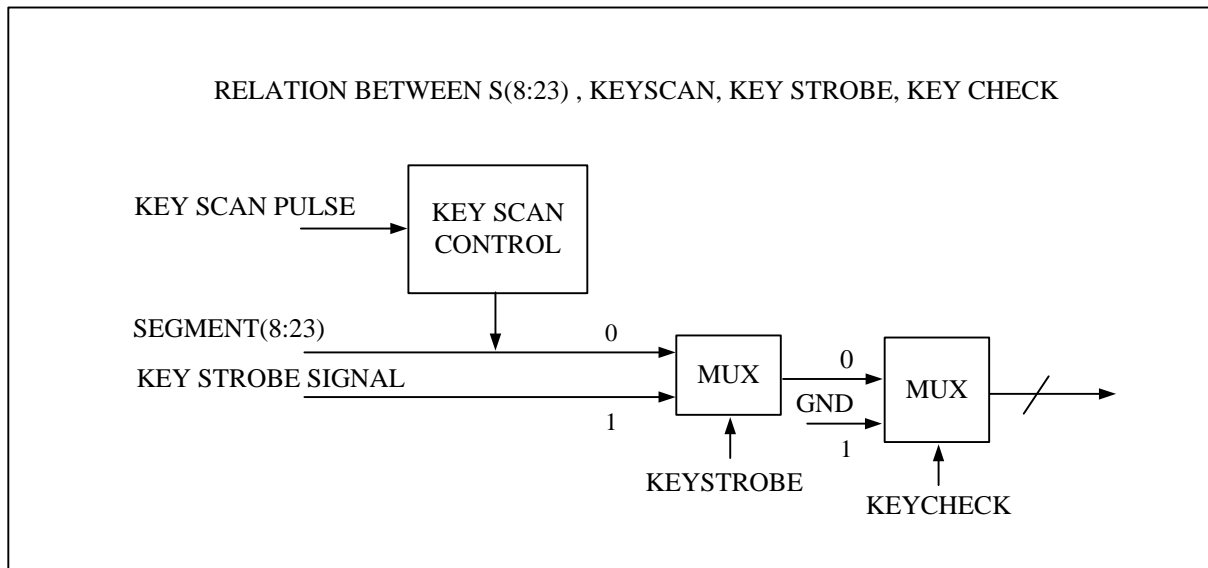 RELATION BETWEEN S(8:23) , KEYSCAN, KEY STROBE, KEY CHECK
KEY SCAN PULSE
KEY SCAN
CONTROL
SEGMENT(8:23)
0
KEY STROBE SIGNAL
1
MUX
KEYSTROBE
0
GND
1
MUX
KEYCHECK